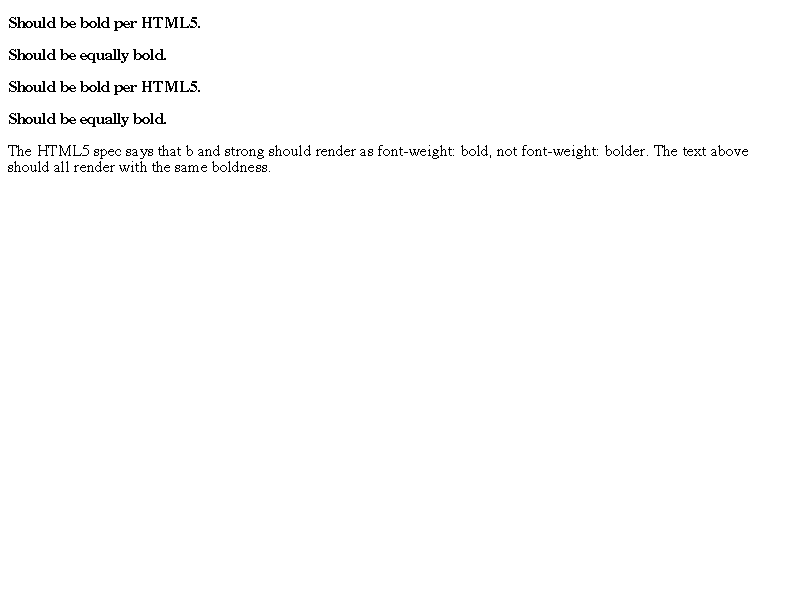 Should be bold per HTML5.
Should be equally bold.
Should be bold per HTML5.
Should be equally bold.
The HTML5 spec says that b and strong should render as font-weight: bold, not font-weight: bolder. The text above
should all render with the same boldness.